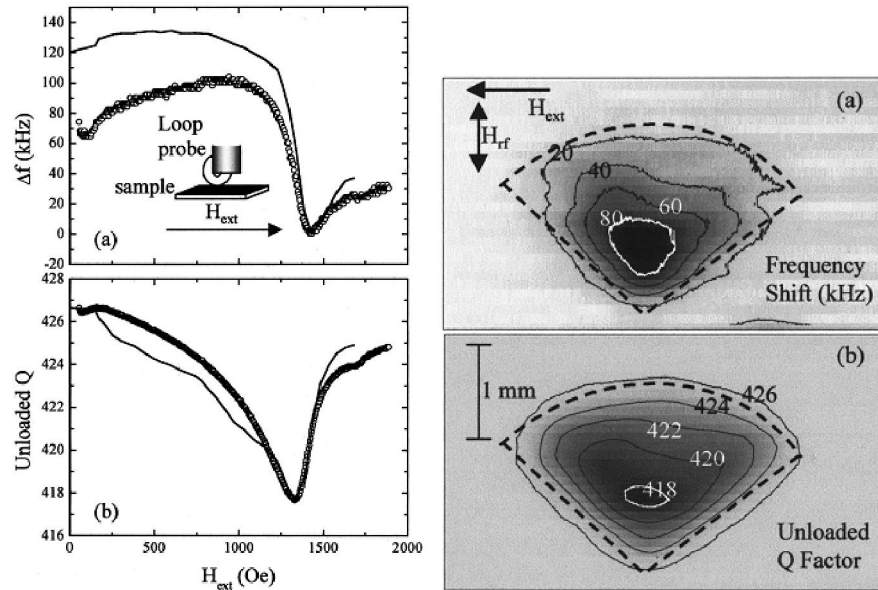 140
120
100
80
60
40
20
0
-20
Δf (kHz)
Loop
probe
sample
H_ext
(a)
428
426
424
422
420
418
416
Unloaded Q
(b)
0 500 1000 1500 2000
H_ext (Oe)
(a)
H_ext
H_rf
20
40
60
80
Frequency
Shift (kHz)
(b)
1 mm
426
424
422
420
418
Unloaded
Q Factor